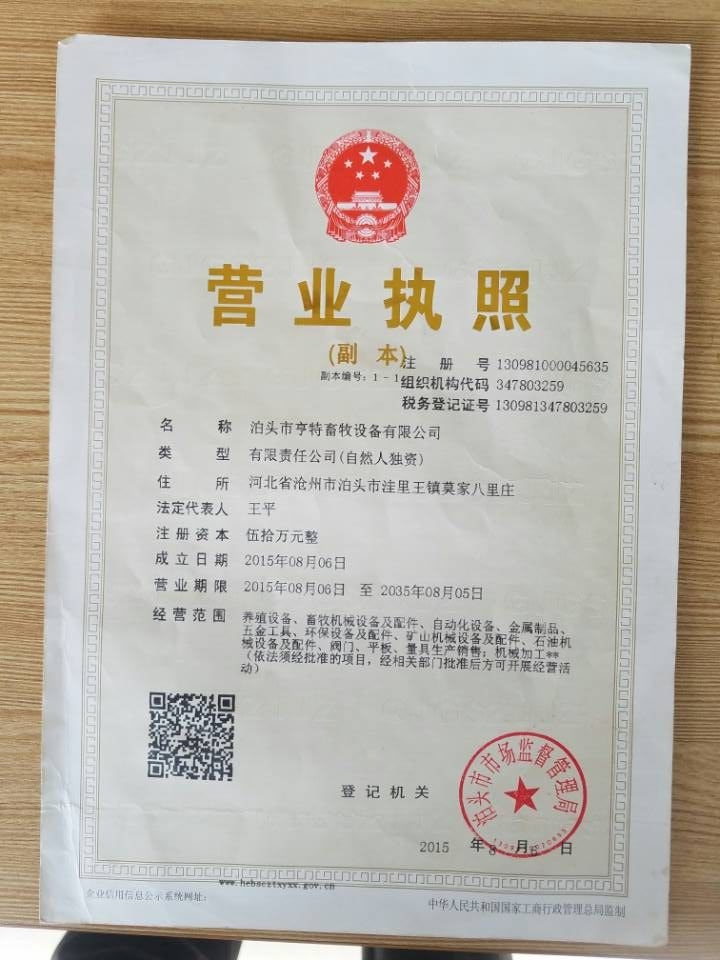 营业执照
(副 本)
副本编号：1－1
注 册 号 130981000045635
组织机构代码 347803259
税务登记证号 130981347803259
名 称 泊头市亨特畜牧设备有限公司
类 型 有限责任公司(自然人独资)
住 所 河北省沧州市泊头市洼里王镇莫家八里庄
法定代表人 王平
注 册 资 本 伍拾万元整
成 立 日 期 2015年08月06日
营 业 期 限 2015年08月06日 至 2035年08月05日
经 营 范 围 养殖设备、畜牧机械设备及配件、自动化设备、金属制品、
五金工具、环保设备及配件、矿山机械设备及配件、石油机
械设备及配件、阀门、平板、量具生产销售；机械加工**
（依法须经批准的项目，经相关部门批准后方可开展经营活
动）
登 记 机 关
泊头市市场监督管理局
2015 年 8 月 6 日
www.hebscztxyxx.gov.cn
企业信用信息公示系统网址：
中华人民共和国国家工商行政管理总局监制